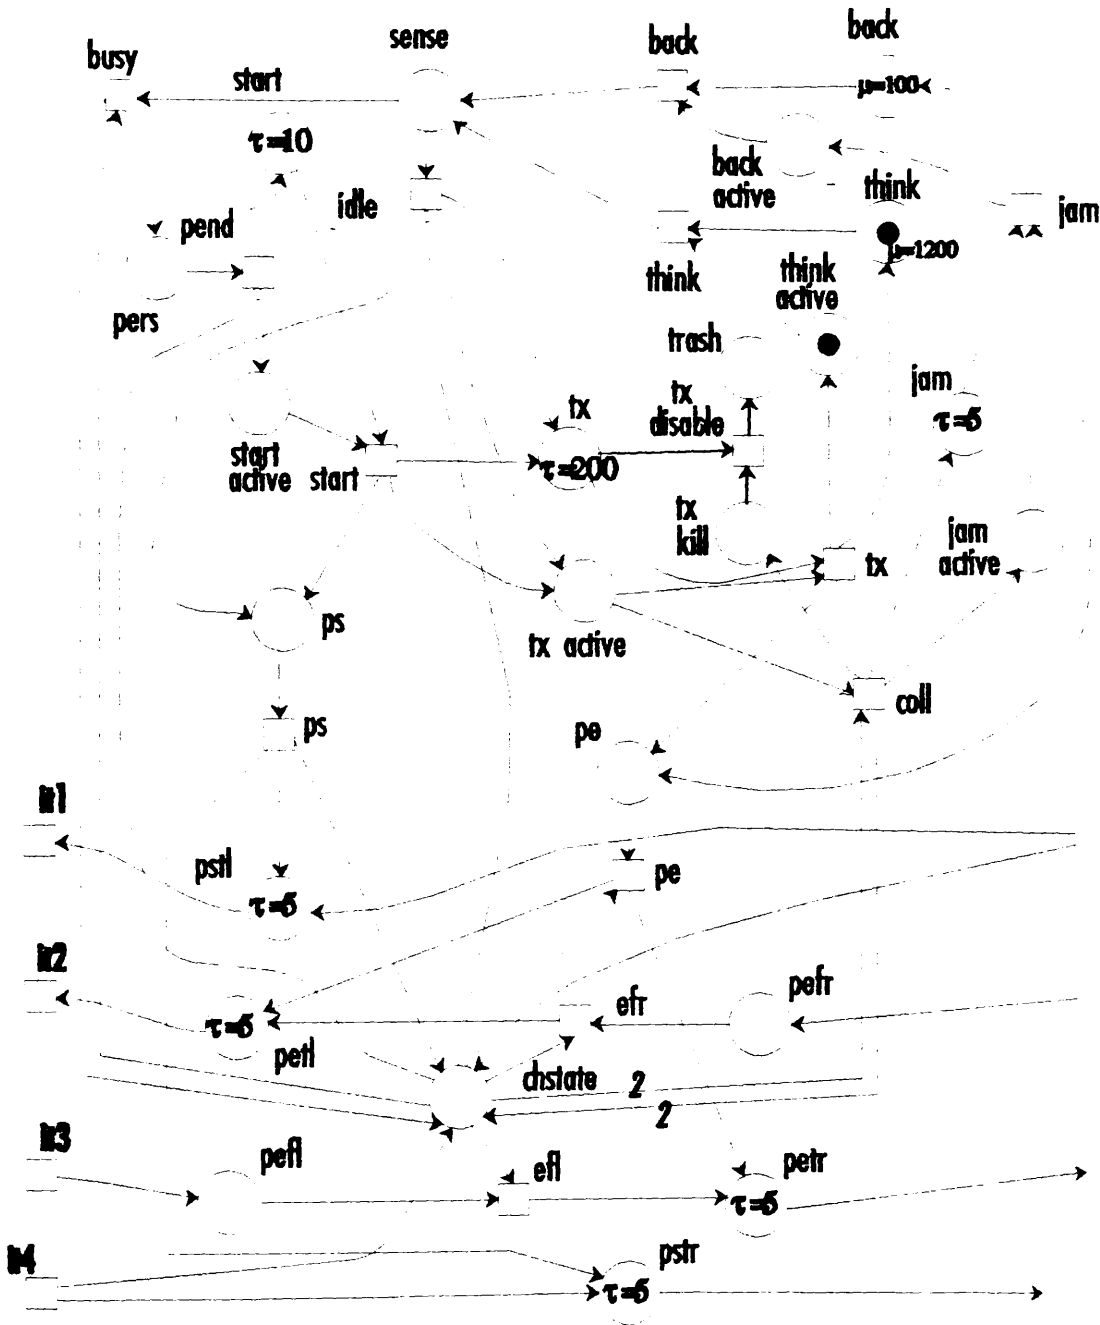 back
sense
back
busy
start
μ=100
τ=10
back
active
think
idle
jam
pend
μ=1200
think
think
active
pers
trash
jam
tx
tx
disable
τ=5
start
active
start
τ=200
tx
kill
jam
active
tx
ps
tx active
coll
ps
pe
pstl
pe
τ=5
petr
efr
τ=5
petl
chstate
2
2
pefl
efl
petr
τ=5
pstr
τ=5